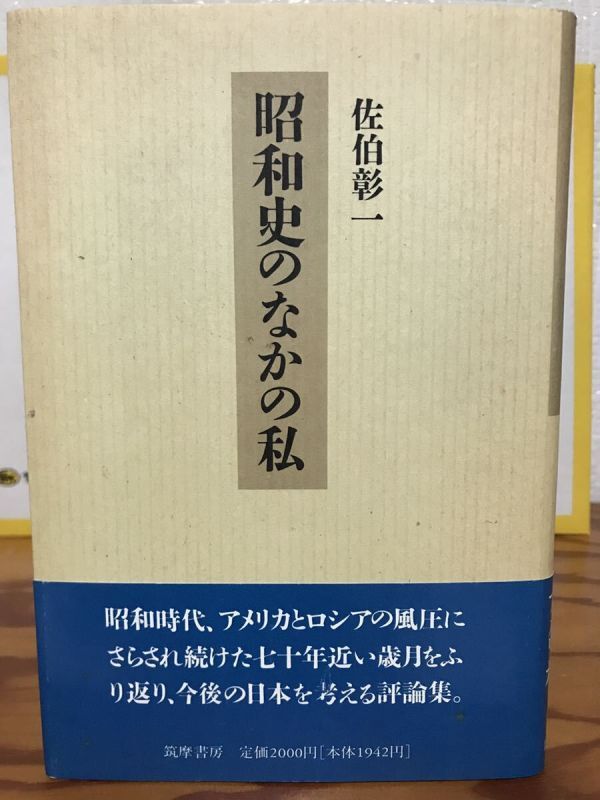 佐伯彰一
昭和史のなかの私
昭和時代、アメリカとロシアの風圧に
さらされ続けた七十年近い歳月をふ
り返り、今後の日本を考える評論集。
筑摩書房 定価2000円[本体1942円]